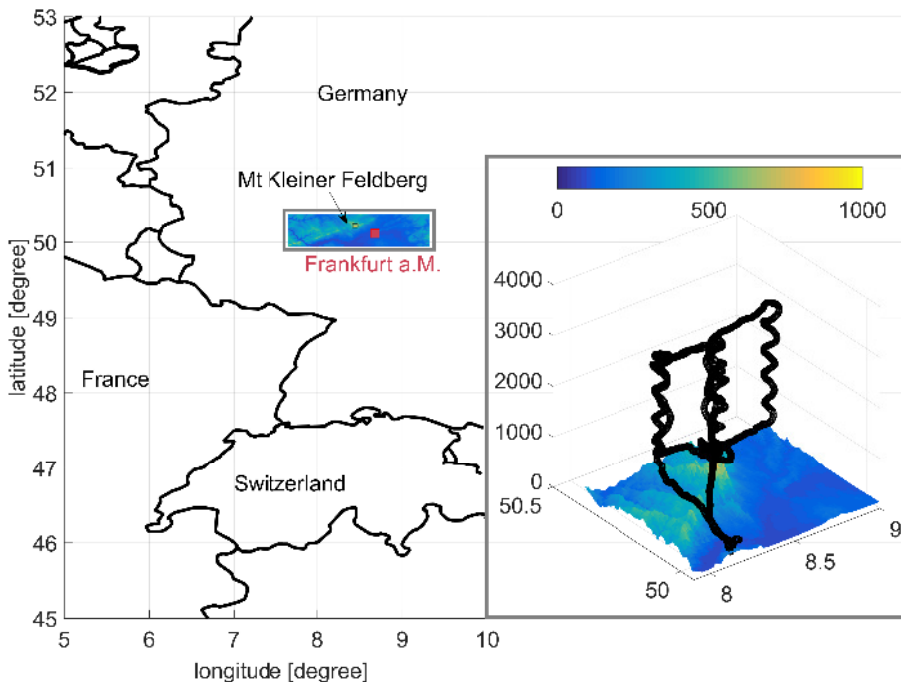 53
52
51
50
49
48
47
46
45
latitude [degree]
5 6 7 8 9 10
longitude [degree]
Germany
Mt Kleiner Feldberg
Frankfurt a.M.
France
Switzerland
0 500 1000
4000
3000
2000
1000
0
50.5
50
8
8.5
9